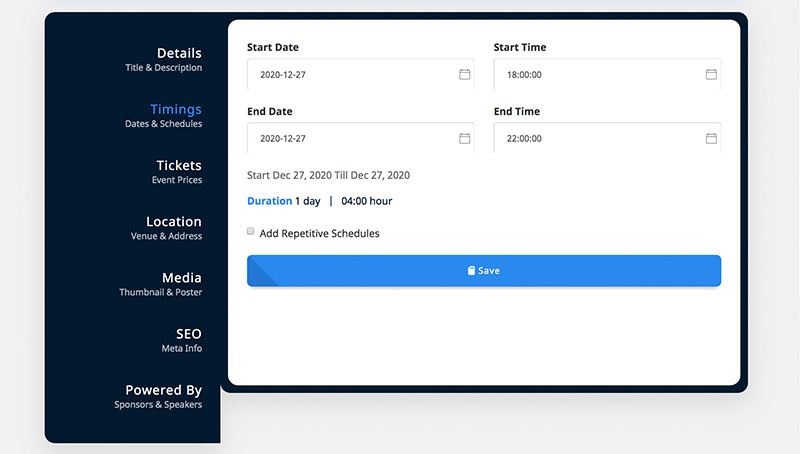 Details
Title & Description
Timings
Dates & Schedules
Tickets
Event Prices
Location
Venue & Address
Media
Thumbnail & Poster
SEO
Meta Info
Powered By
Sponsors & Speakers
Start Date
Start Time
2020-12-27
18:00:00
End Date
End Time
2020-12-27
22:00:00
Start Dec 27, 2020 Till Dec 27, 2020
Duration 1 day | 04:00 hour
Add Repetitive Schedules
Save